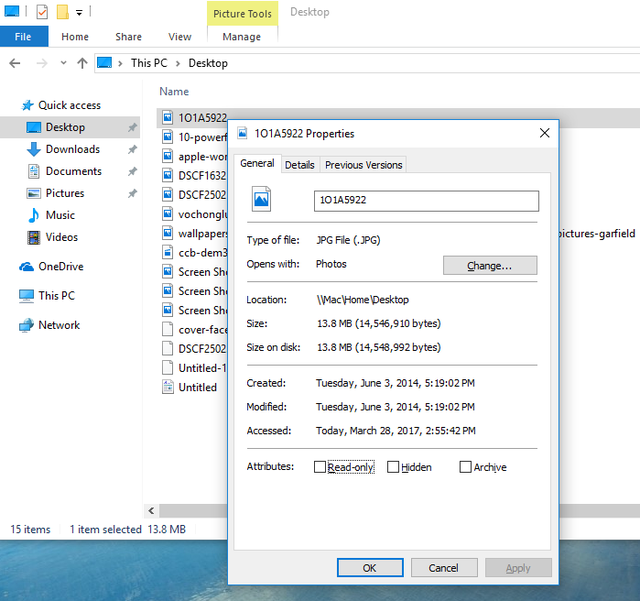 Picture Tools
Desktop
File
Home
Share
View
Manage
This PC
Desktop
Name
Quick access
Desktop
Downloads
Documents
Pictures
Music
Videos
OneDrive
This PC
Network
1O1A5922
10-powerf
apple-wor
DSCF1632
DSCF2502
vochonglu
wallpapers
pictures-garfield
ccb-dem3
Screen Sho
Screen Sho
Screen Sho
cover-face
DSCF2502
Untitled-1
Untitled
1O1A5922 Properties
General
Details
Previous Versions
1O1A5922
Type of file: JPG File (.JPG)
Opens with: Photos
Change...
Location: \\Mac\Home\Desktop
Size: 13.8 MB (14,546,910 bytes)
Size on disk: 13.8 MB (14,548,992 bytes)
Created: Tuesday, June 3, 2014, 5:19:02 PM
Modified: Tuesday, June 3, 2014, 5:19:02 PM
Accessed: Today, March 28, 2017, 2:55:42 PM
Attributes: Read-only Hidden Archive
OK
Cancel
Apply
15 items
1 item selected 13.8 MB